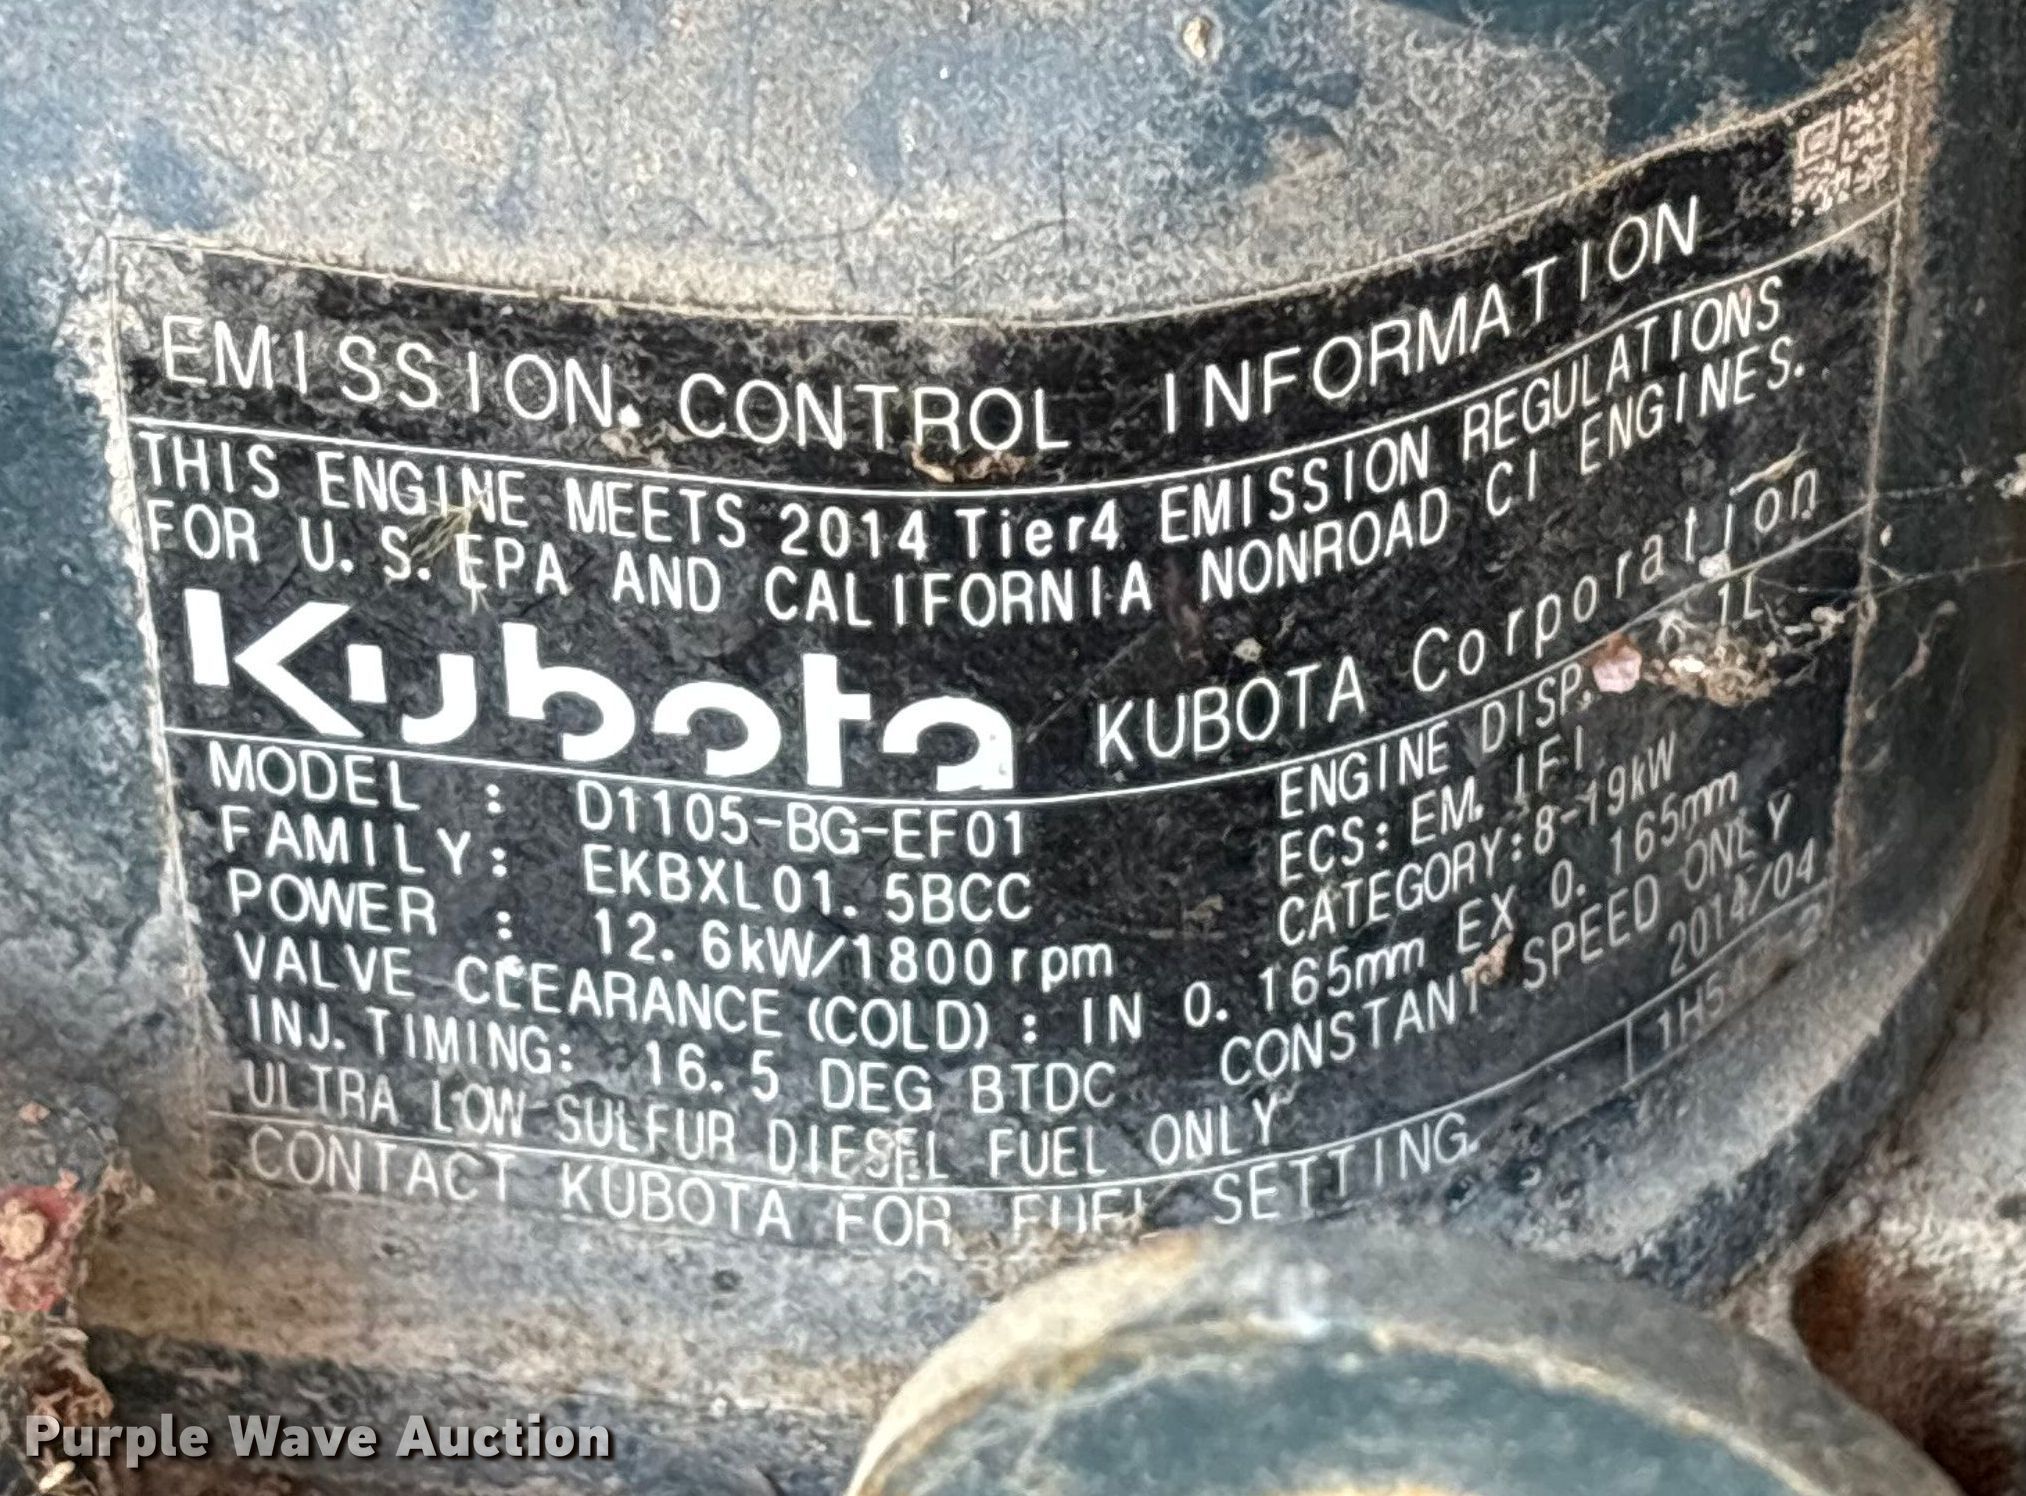 EMISSION CONTROL INFORMATION
THIS ENGINE MEETS 2014 Tier4 EMISSION REGULATIONS
FOR U.S. EPA AND CALIFORNIA NONROAD CI ENGINES.
Kubota KUBOTA Corporation
MODEL : D1105-BG-EF01 ENGINE DISP. 1L
FAMILY: EKBXL01.5BCC ECS: EM, IFI
POWER : 12.6kW/1800rpm CATEGORY:8-19kW
VALVE CLEARANCE (COLD) : IN 0.165mm EX 0.165mm
INJ. TIMING: 16.5 DEG BTDC CONSTANT SPEED ONLY
ULTRA LOW SULFUR DIESEL FUEL ONLY 2014/04
CONTACT KUBOTA FOR FUEL SETTING.
Purple Wave Auction